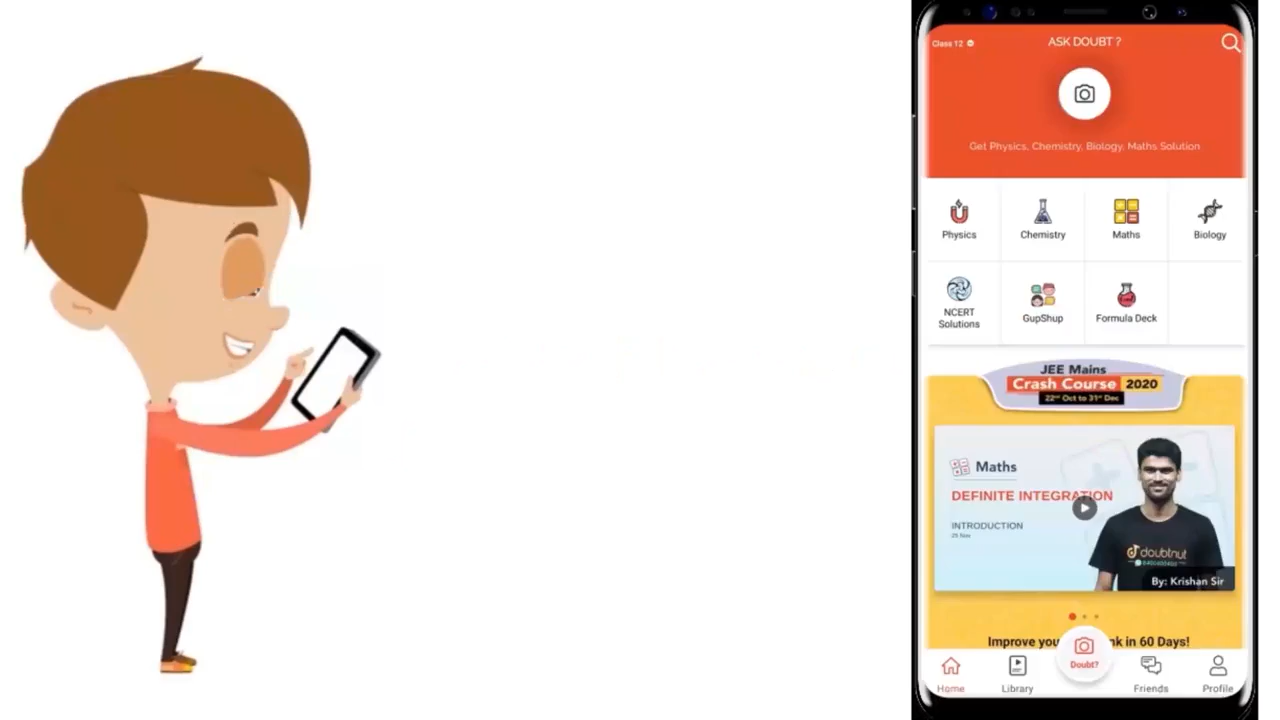 Class 12
ASK DOUBT ?
Get Physics, Chemistry, Biology, Maths Solution
Physics
Chemistry
Maths
Biology
NCERT
Solutions
GupShup
Formula Deck
JEE Mains
Crash Course 2020
22nd Oct to 31st Dec
Maths
DEFINITE INTEGRATION
INTRODUCTION
doubtnut
By: Krishan Sir
in 60 Days!
Doubt?
Home
Library
Friends
Profile